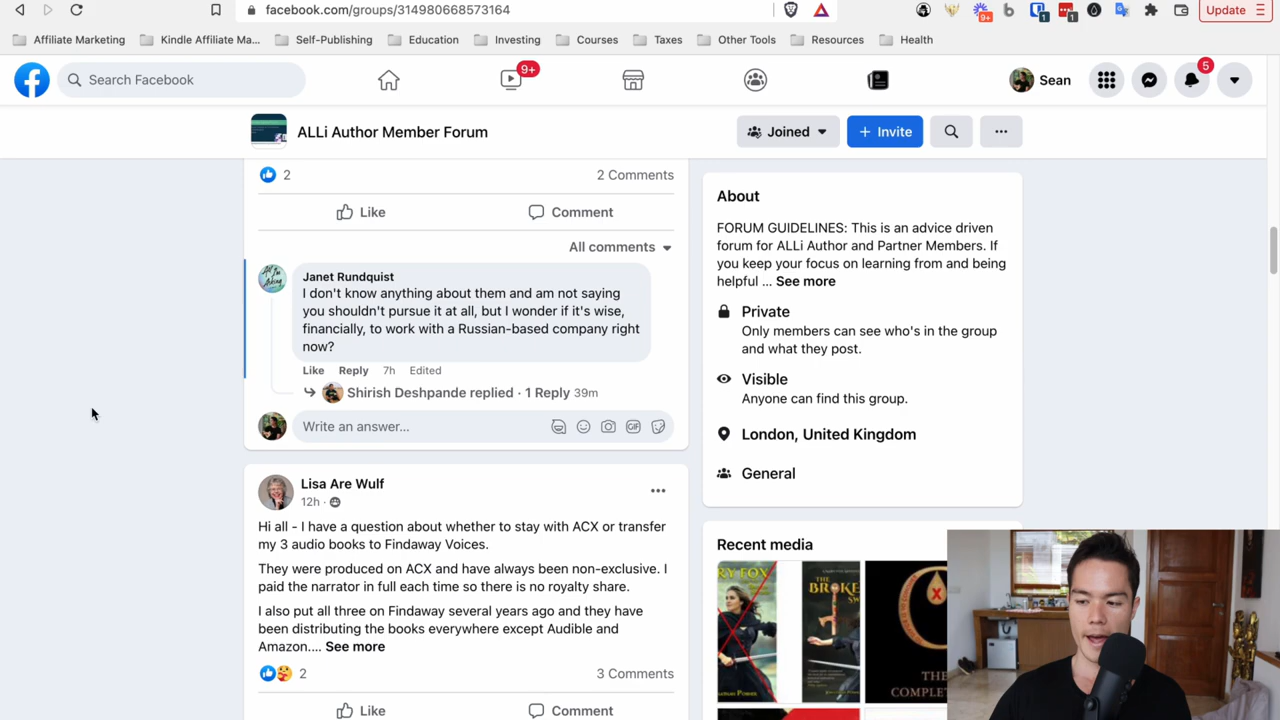 facebook.com/groups/314980668573164
9+
1
1
Update
Affiliate Marketing
Kindle Affiliate Ma...
Self-Publishing
Education
Investing
Courses
Taxes
Other Tools
Resources
Health
Search Facebook
9+
Sean
5
ALLi Author Member Forum
Joined
+ Invite
2
2 Comments
Like
Comment
All comments
Janet Rundquist
I don't know anything about them and am not saying
you shouldn't pursue it at all, but I wonder if it's wise,
financially, to work with a Russian-based company right
now?
Like Reply 7h Edited
Shirish Deshpande replied · 1 Reply 39m
Write an answer...
GIF
Lisa Are Wulf
12h ·
Hi all - I have a question about whether to stay with ACX or transfer
my 3 audio books to Findaway Voices.
They were produced on ACX and have always been non-exclusive. I
paid the narrator in full each time so there is no royalty share.
I also put all three on Findaway several years ago and they have
been distributing the books everywhere except Audible and
Amazon.... See more
2
3 Comments
Like
Comment
About
FORUM GUIDELINES: This is an advice driven
forum for ALLi Author and Partner Members. If
you keep your focus on learning from and being
helpful ... See more
Private
Only members can see who's in the group
and what they post.
Visible
Anyone can find this group.
London, United Kingdom
General
Recent media
RY FOX
THE
BROKE
THE
COMPLET